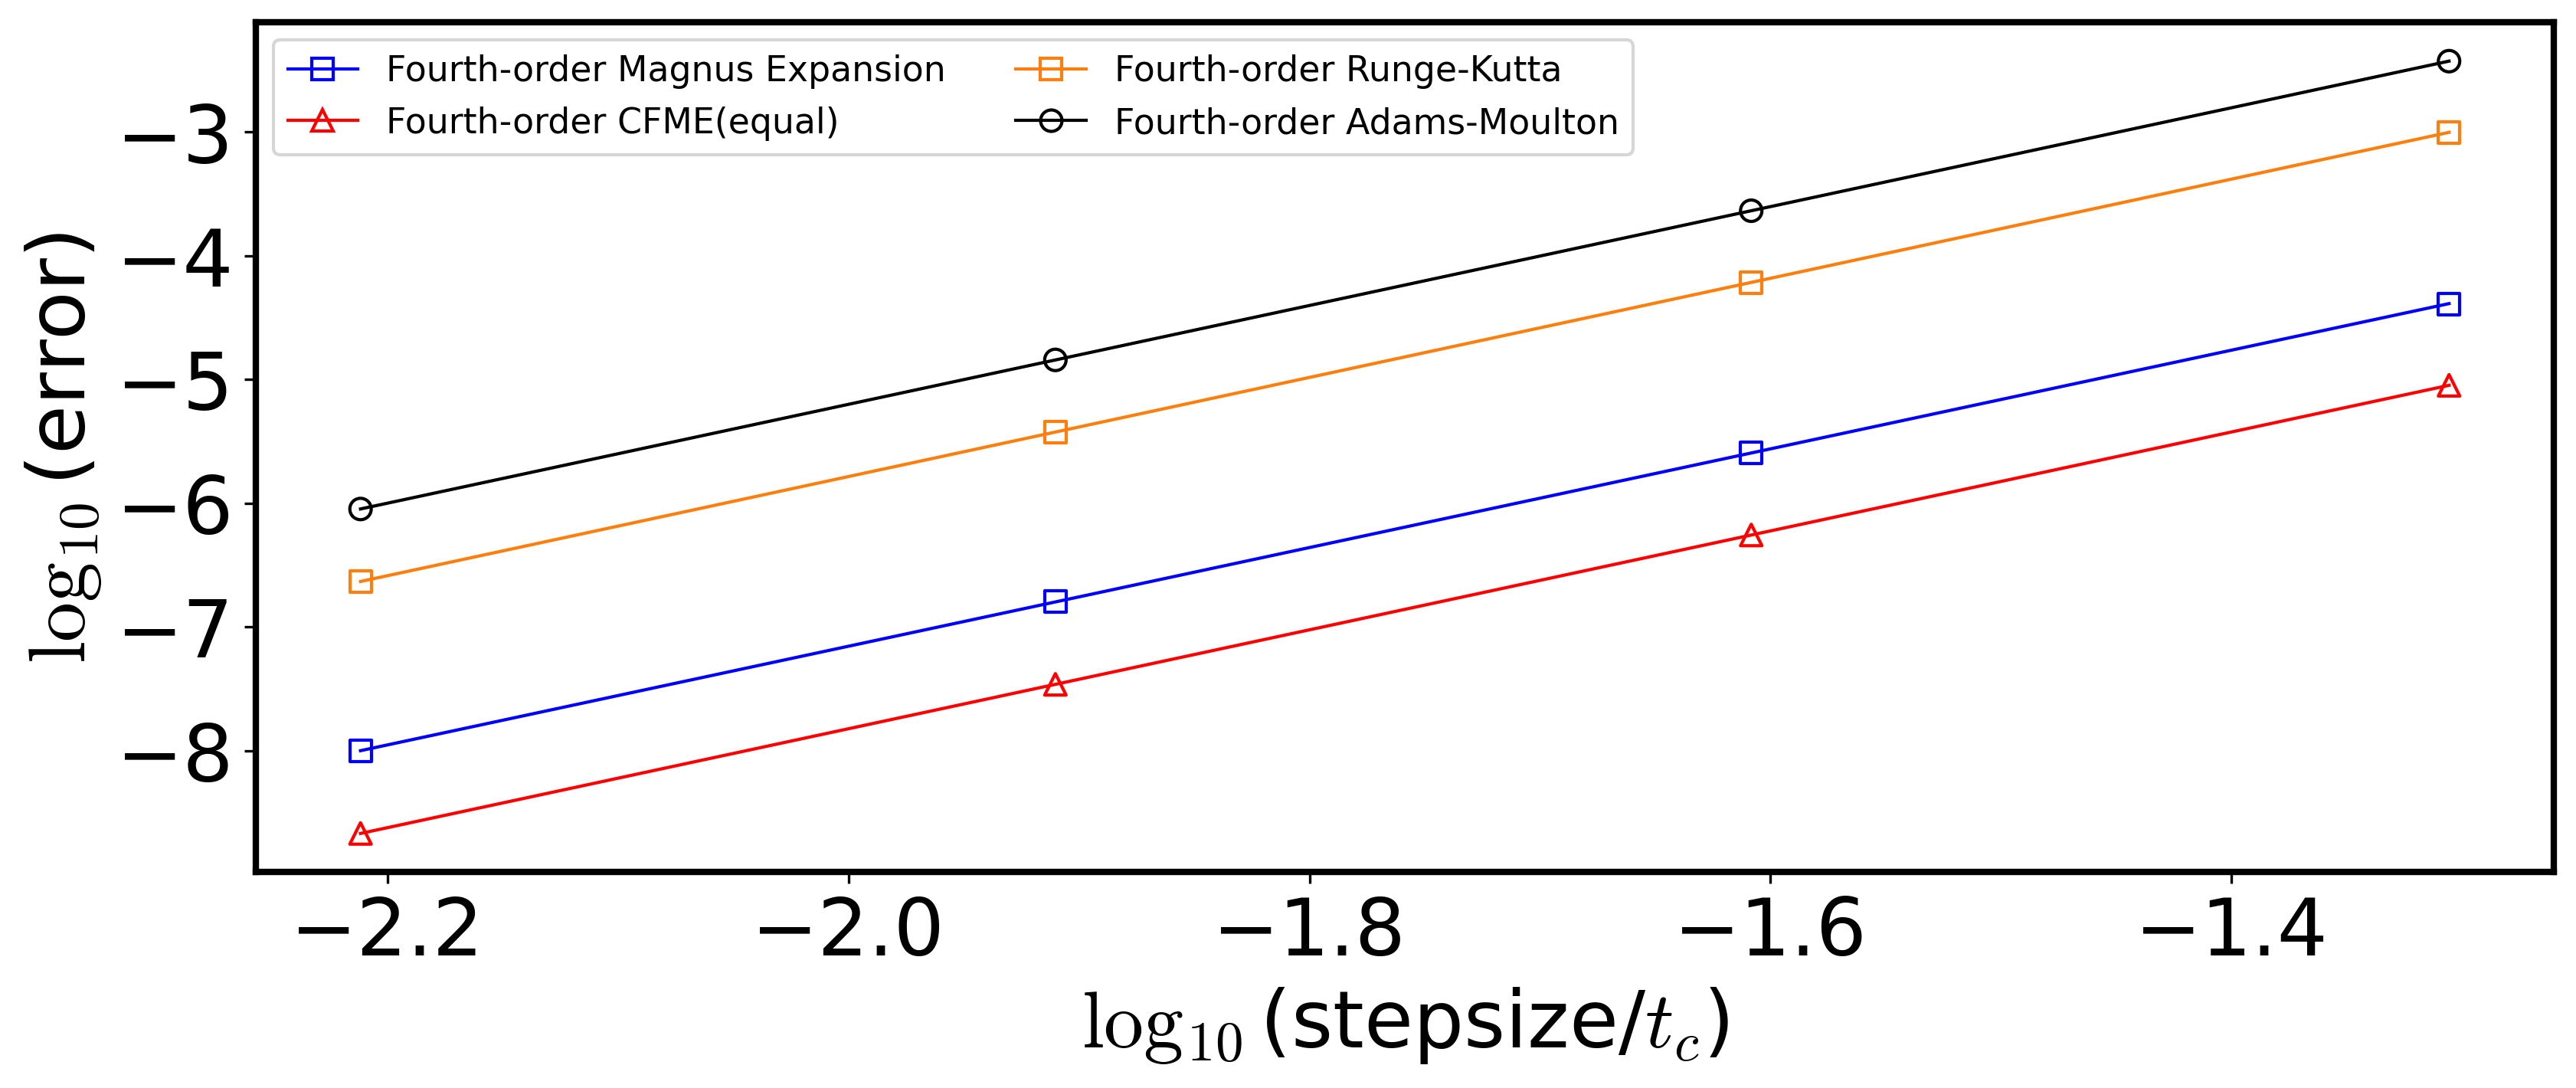 Fourth-order Magnus Expansion
Fourth-order CFME(equal)
Fourth-order Runge-Kutta
Fourth-order Adams-Moulton
−3
−4
−5
−6
−7
−8
log₁₀(error)
−2.2 −2.0 −1.8 −1.6 −1.4
log₁₀(stepsize/t_c)